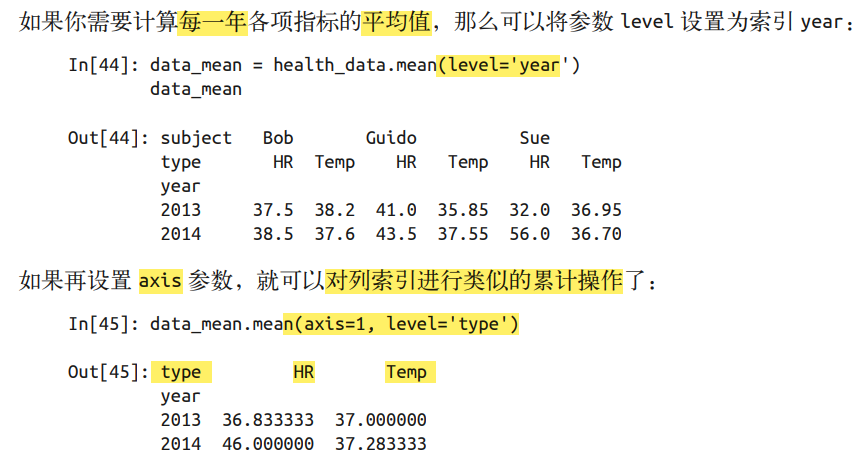 如果你需要计算每一年各项指标的平均值，那么可以将参数 level 设置为索引 year：
In[44]: data_mean = health_data.mean(level='year')
data_mean
Out[44]: subject Bob Guido Sue
type HR Temp HR Temp HR Temp
year
2013 37.5 38.2 41.0 35.85 32.0 36.95
2014 38.5 37.6 43.5 37.55 56.0 36.70
如果再设置 axis 参数，就可以对列索引进行类似的累计操作了：
In[45]: data_mean.mean(axis=1, level='type')
Out[45]: type HR Temp
year
2013 36.833333 37.000000
2014 46.000000 37.283333